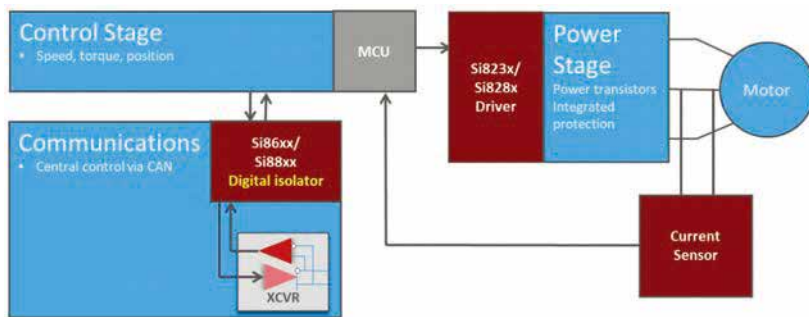 Control Stage
• Speed, torque, position
MCU
Si823x/
Si828x
Driver
Power
Stage
Power transistors
Integrated
protection
Motor
Communications
• Central control via CAN
Si86xx/
Si88xx
Digital isolator
XCVR
Current
Sensor